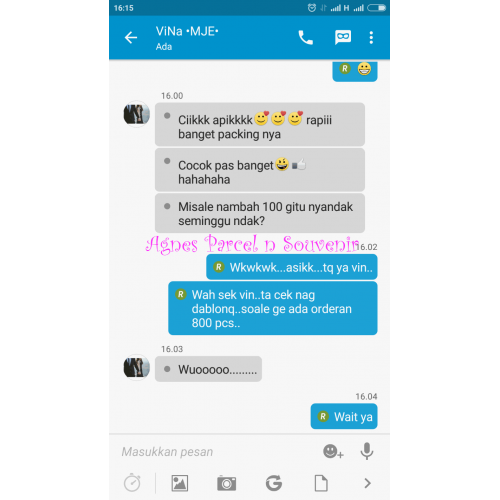 16:15
H
ViNa •MJE•
Ada
R
16.00
Ciikkk apikkkk rapiii
banget packing nya
Cocok pas banget
hahahaha
Misale nambah 100 gitu nyandak
seminggu ndak?
Agnes Parcel n Souvenir
16.02
R Wkwkwk...asikk...tq ya vin..
R Wah sek vin..ta cek nag
dablonq..soale ge ada orderan
800 pcs..
16.03
Wuooooo.........
16.04
R Wait ya
Masukkan pesan
G